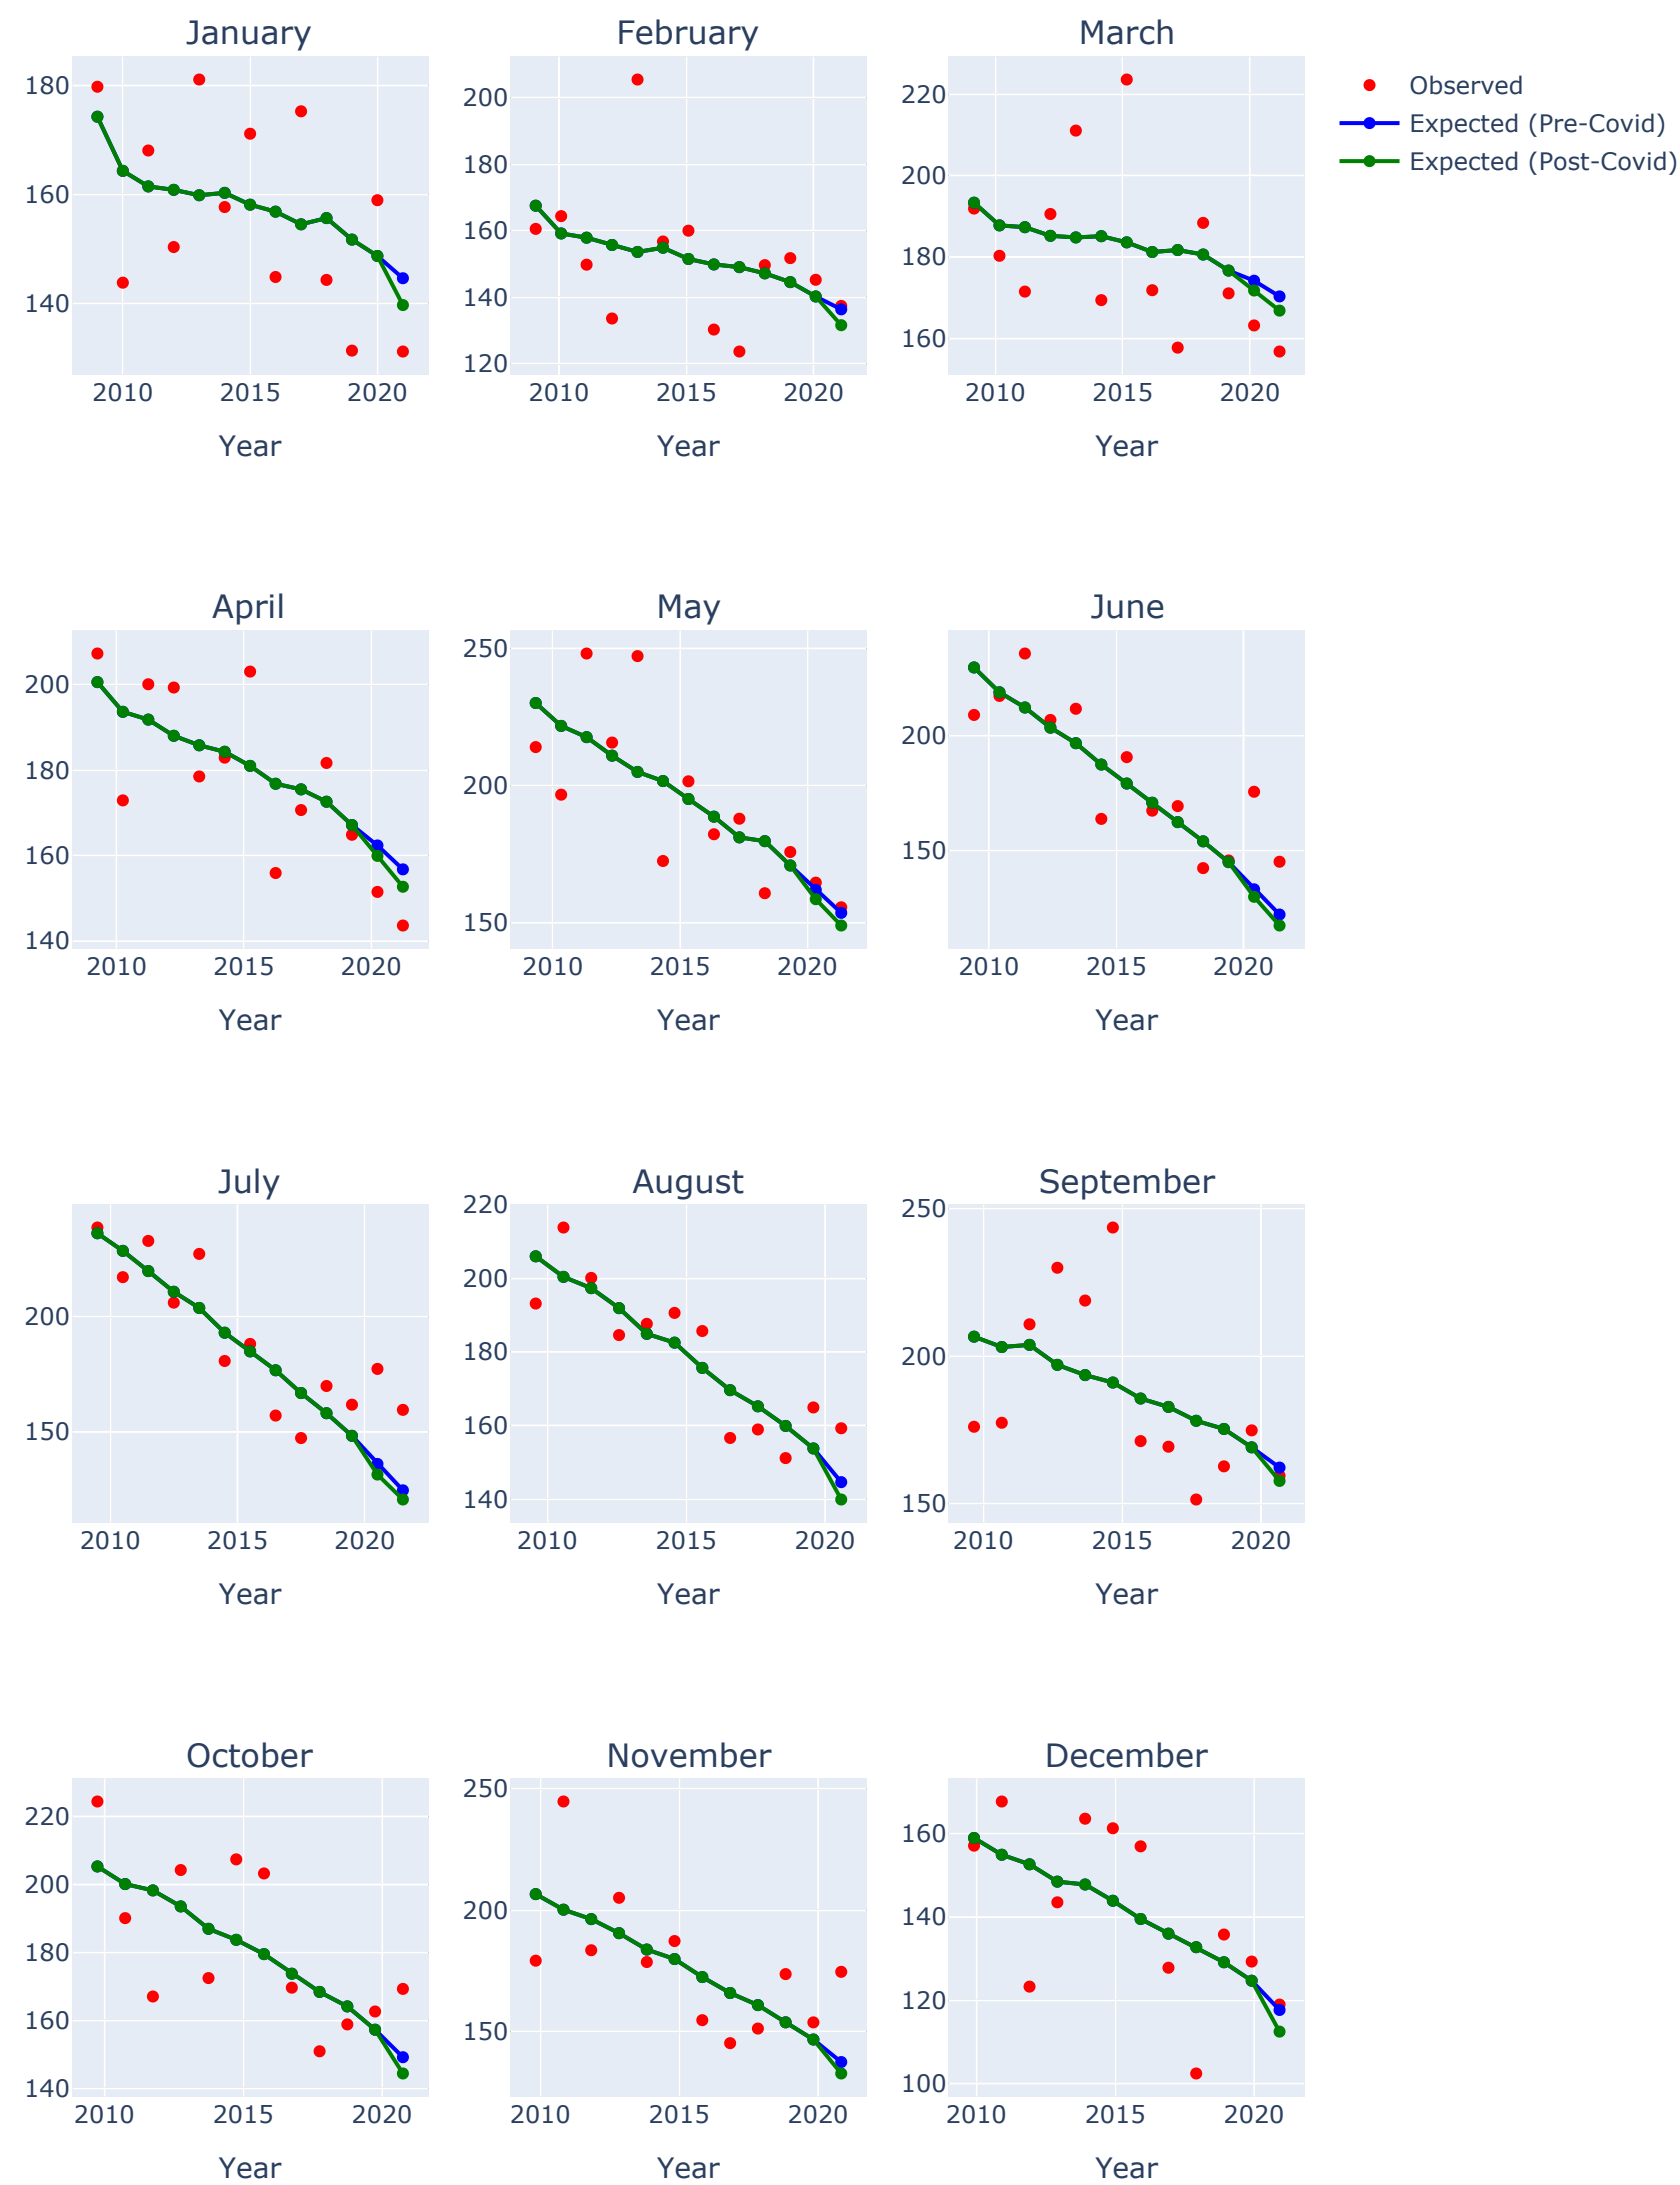 January
February
March
Observed
Expected (Pre-Covid)
Expected (Post-Covid)
180
160
140
2010 2015 2020
Year
200
180
160
140
120
2010 2015 2020
Year
220
200
180
160
2010 2015 2020
Year
April
May
June
200
180
160
140
2010 2015 2020
Year
250
200
150
2010 2015 2020
Year
200
150
2010 2015 2020
Year
July
August
September
200
150
2010 2015 2020
Year
220
200
180
160
140
2010 2015 2020
Year
250
200
150
2010 2015 2020
Year
October
November
December
220
200
180
160
140
2010 2015 2020
Year
250
200
150
2010 2015 2020
Year
160
140
120
100
2010 2015 2020
Year